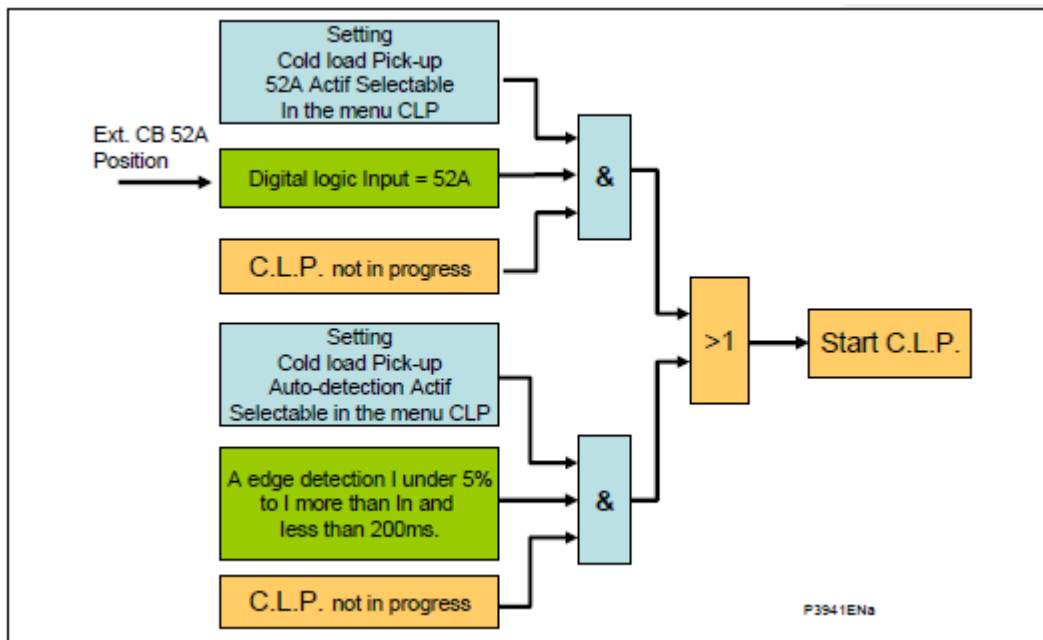 Setting
Cold load Pick-up
52A Actif Selectable
In the menu CLP
Ext. CB 52A
Position
Digital logic Input = 52A
&
C.L.P. not in progress
>1
Start C.L.P.
Setting
Cold load Pick-up
Auto-detection Actif
Selectable in the menu CLP
A edge detection I under 5%
to I more than In and
less than 200ms.
&
C.L.P. not in progress
P3941ENa